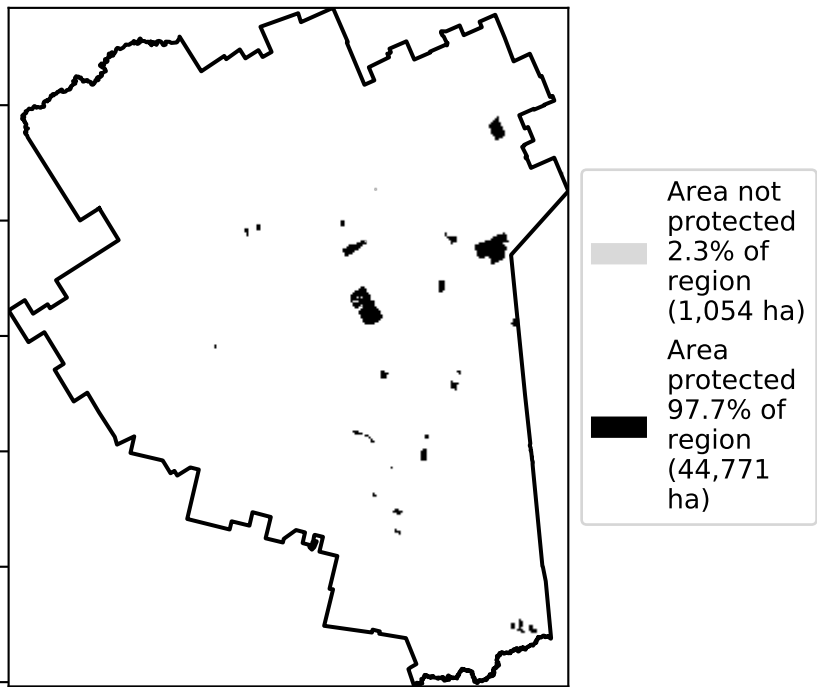 Area not
protected
2.3% of
region
(1,054 ha)
Area
protected
97.7% of
region
(44,771
ha)